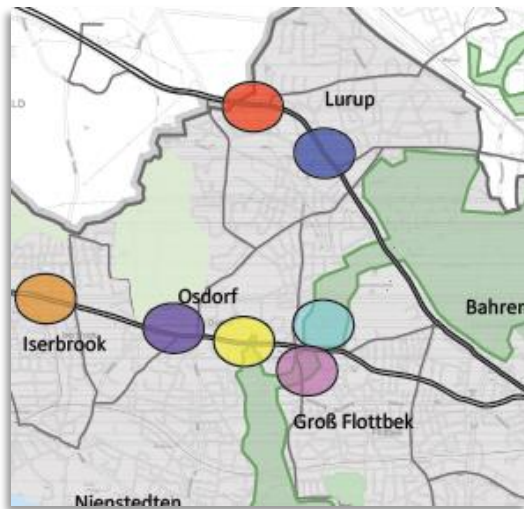 Lurup
Osdorf
Bahren
Iserbrook
Groß Flottbek
Nienstedten